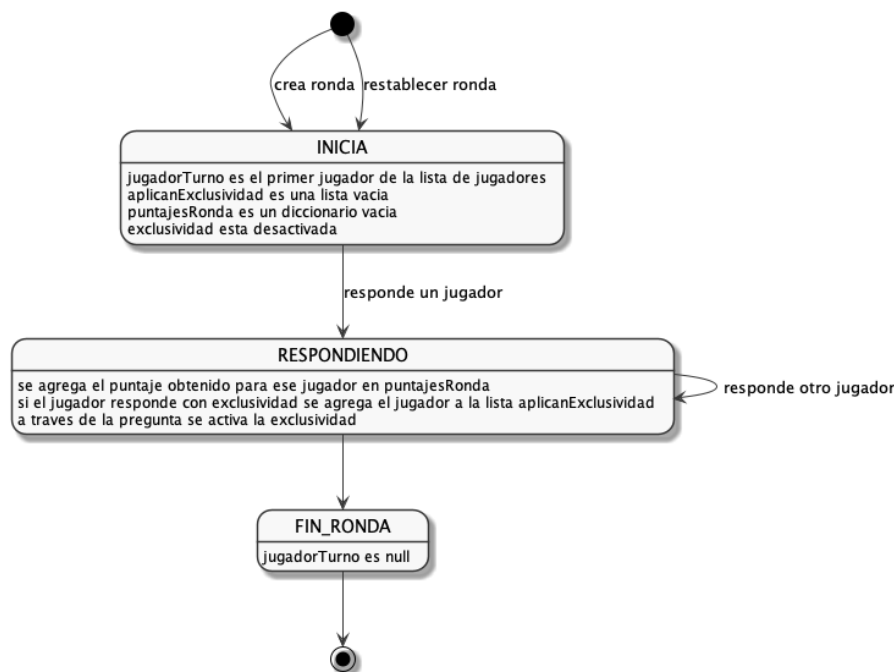 crea ronda
restablecer ronda
INICIA
jugadorTurno es el primer jugador de la lista de jugadores
aplicanExclusividad es una lista vacia
puntajesRonda es un diccionario vacia
exclusividad esta desactivada
responde un jugador
RESPONDIENDO
se agrega el puntaje obtenido para ese jugador en puntajesRonda
si el jugador responde con exclusividad se agrega el jugador a la lista aplicanExclusividad
a traves de la pregunta se activa la exclusividad
responde otro jugador
FIN_RONDA
jugadorTurno es null